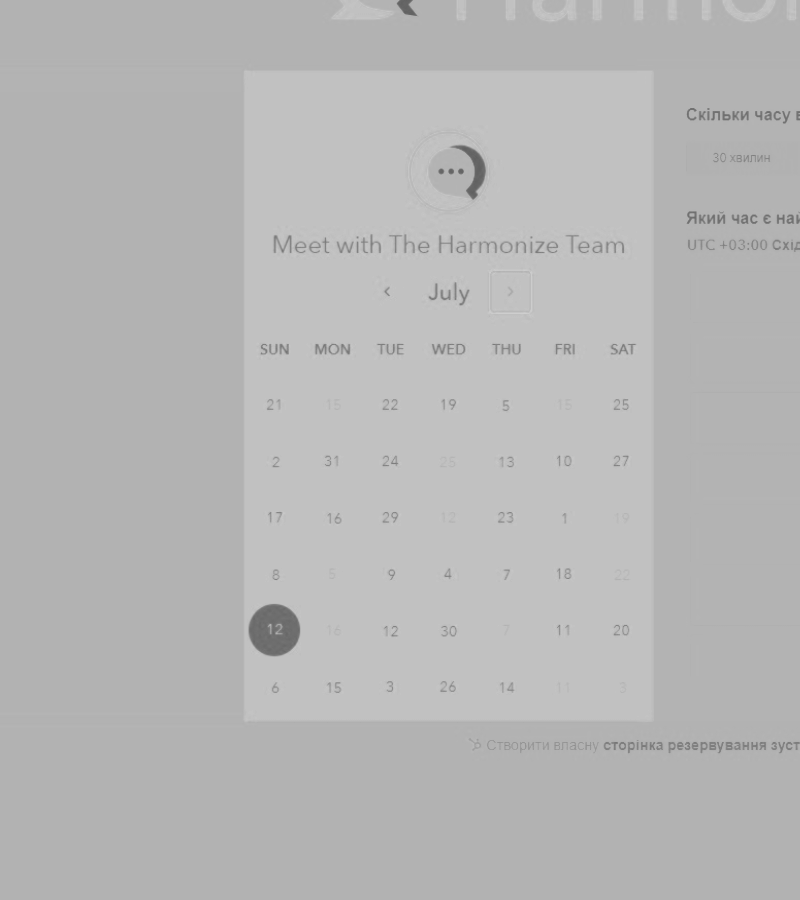 Harmon
Скільки часу в
30 хвилин
Meet with The Harmonize Team
Який час є най
UTC +03:00 Схід
July
SUN MON TUE WED THU FRI SAT
21 15 22 19 5 15 25
2 31 24 25 13 10 27
17 16 29 12 23 1 19
8 5 9 4 7 18 22
12 16 12 30 7 11 20
6 15 3 26 14 11 3
Створити власну сторінка резервування зуст